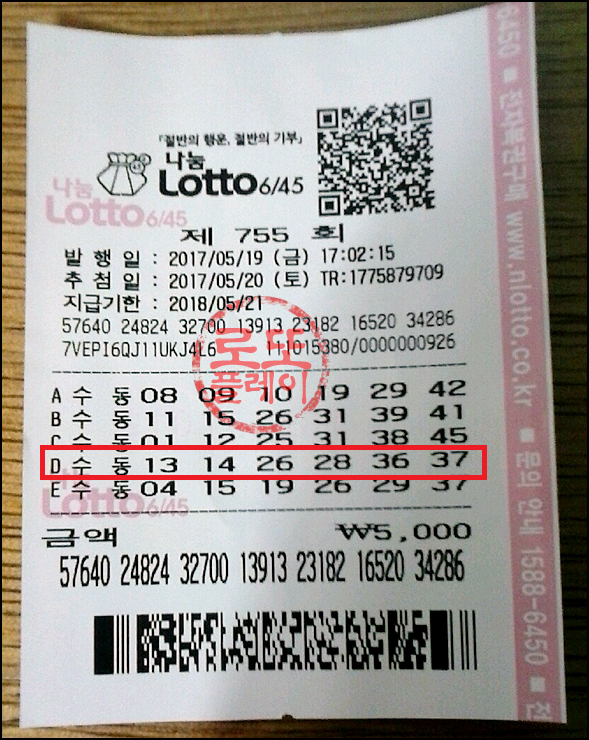 『절반의 행운, 절반의 기부』
나눔
Lotto 6/45
나눔
Lotto 6/45
제 755 회
발 행 일 : 2017/05/19 (금) 17:02:15
추 첨 일 : 2017/05/20 (토) TR:1775879709
지급기한 : 2018/05/21
57640 24824 32700 13913 23182 16520 34286
7VEPI6QJ11UKJ4L6 111015380/0000000926
로또
플레이
A 수 동 08 09 10 19 29 42
B 수 동 11 15 26 31 39 41
C 수 동 01 12 25 31 38 45
D 수 동 13 14 26 28 36 37
E 수 동 04 15 19 26 29 37
Lotto 6/45
금액 ₩5,000
57640 24824 32700 13913 23182 16520 34286
6450 ■ 전자복권구매 www.nlotto.co.kr ■ 문의 안내 1588-6450 ■